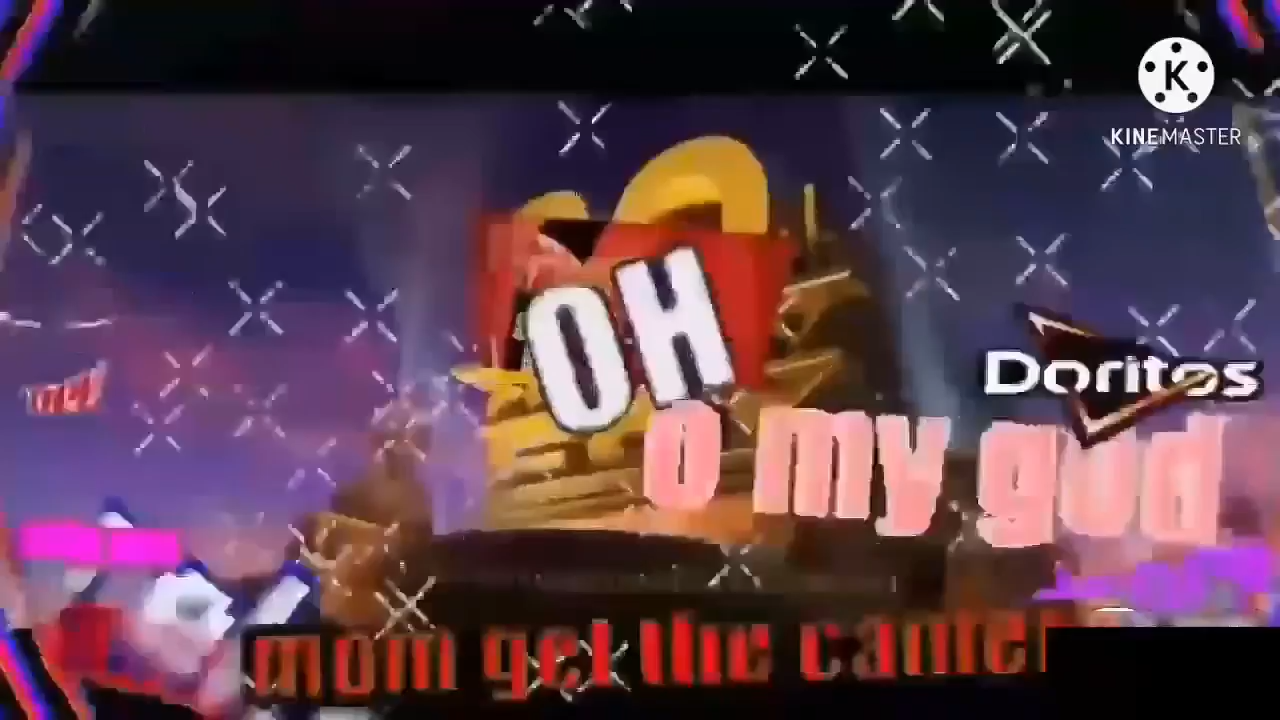 KINEMASTER
OH
Doritos
o my god
mom get the camera